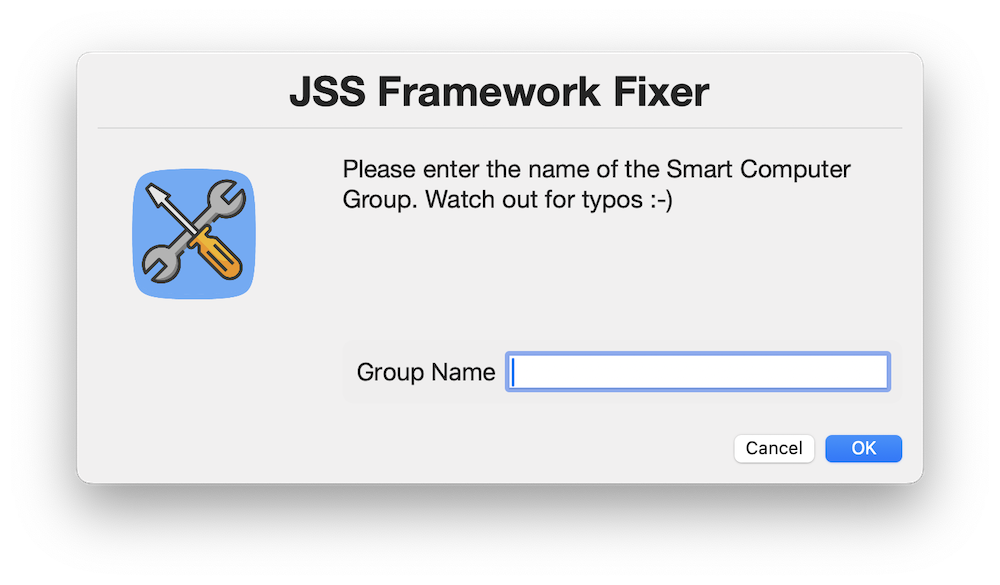 JSS Framework Fixer
Please enter the name of the Smart Computer
Group. Watch out for typos :-)
Group Name
Cancel
OK